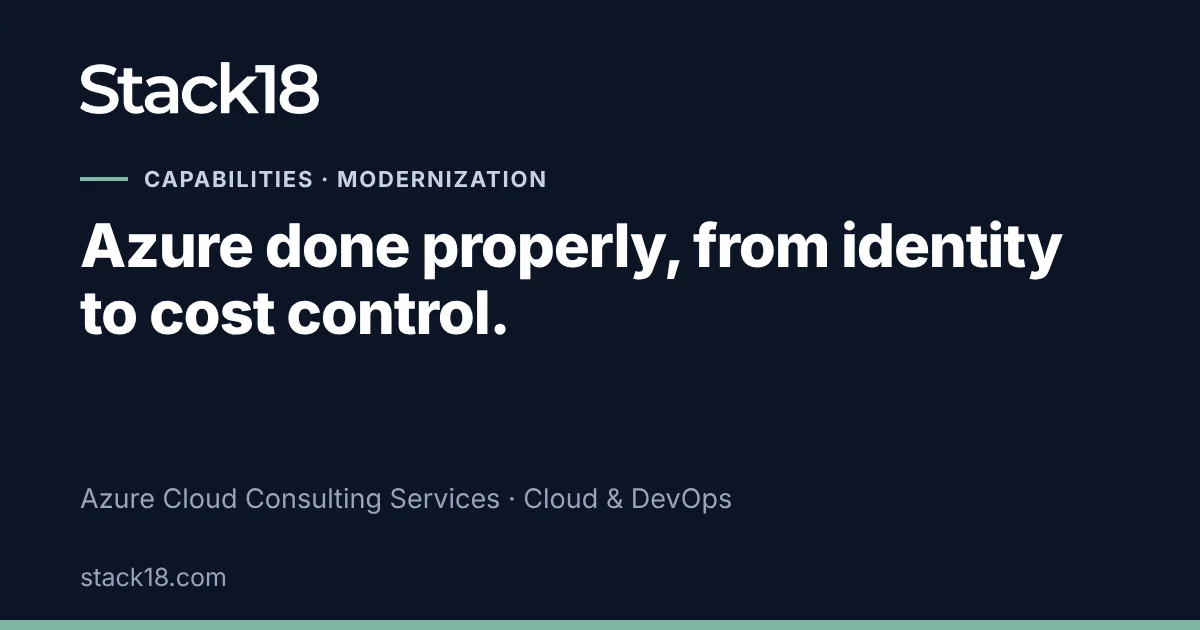 Stack18
CAPABILITIES · MODERNIZATION
Azure done properly, from identity
to cost control.
Azure Cloud Consulting Services · Cloud & DevOps
stack18.com